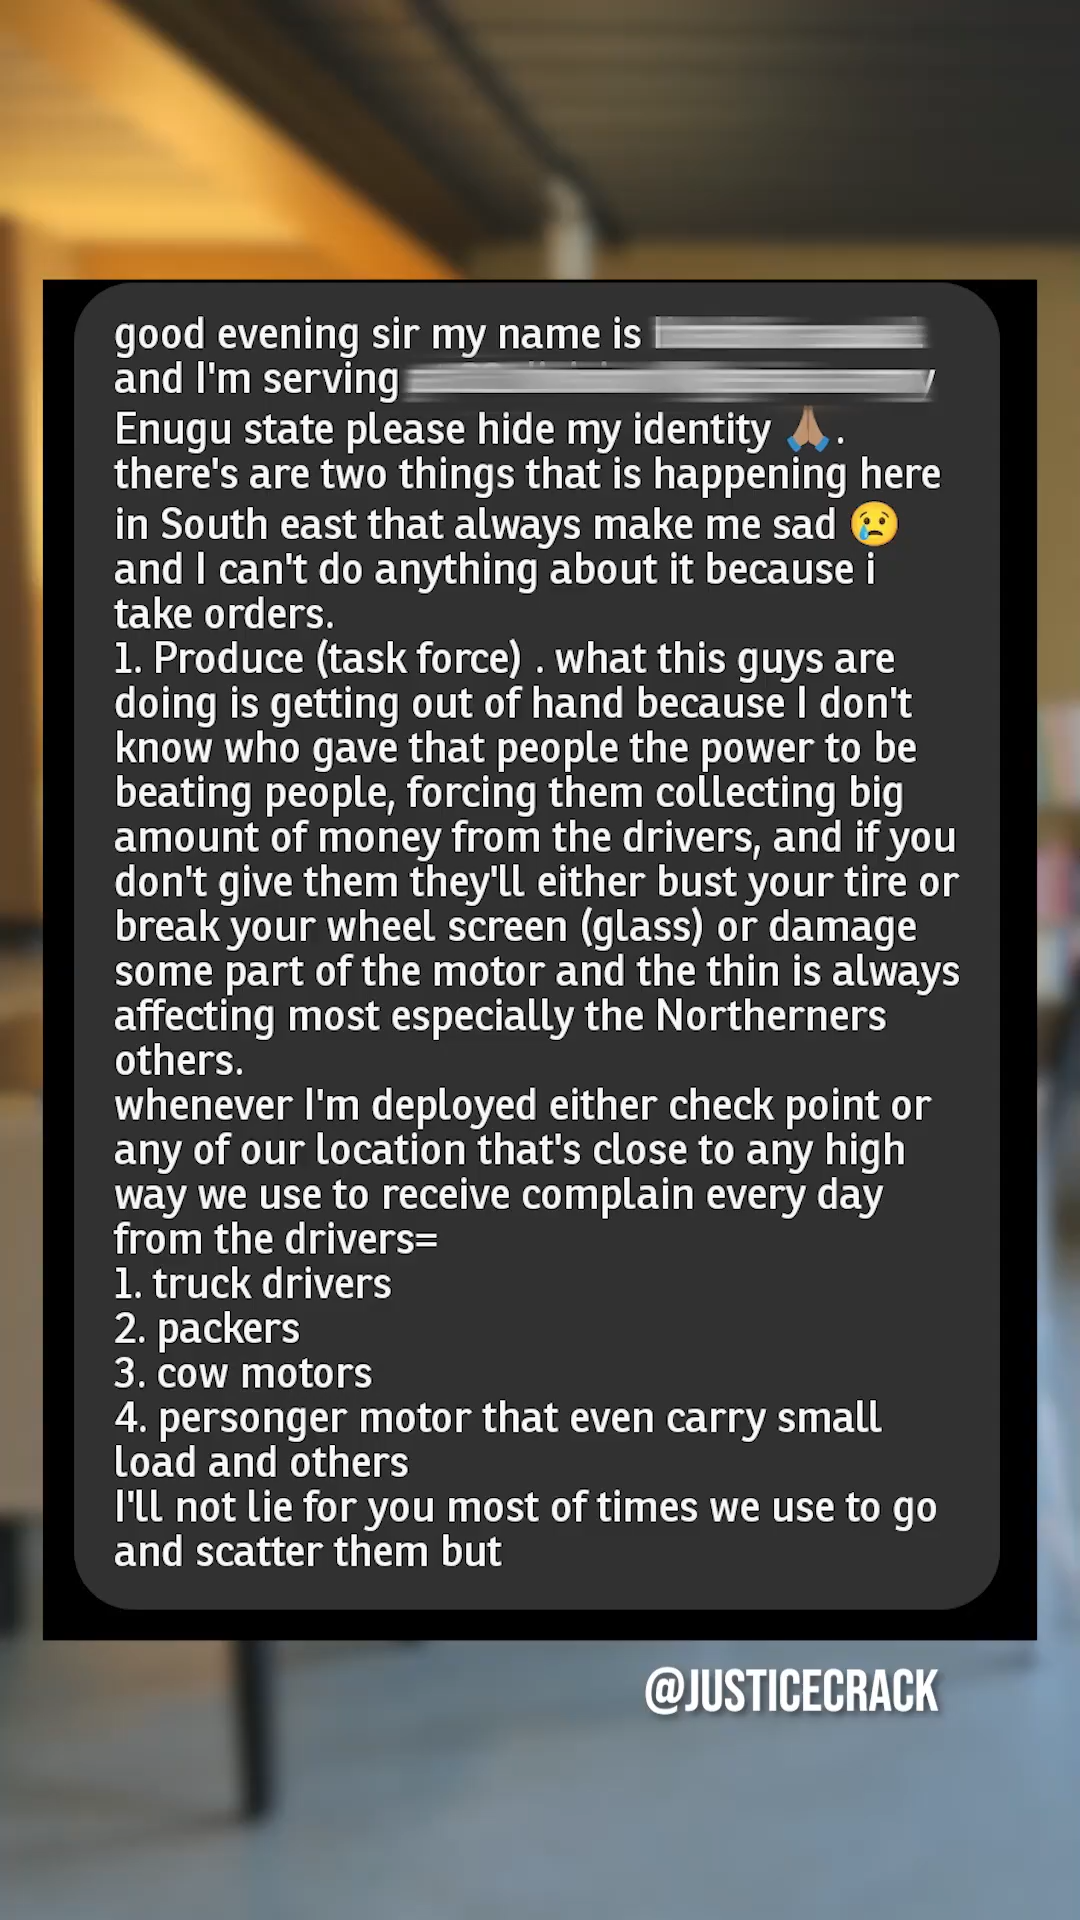 good evening sir my name is
and I'm serving
Enugu state please hide my identity 🙏🏽.
there's are two things that is happening here
in South east that always make me sad 😢
and I can't do anything about it because i
take orders.
1. Produce (task force) . what this guys are
doing is getting out of hand because I don't
know who gave that people the power to be
beating people, forcing them collecting big
amount of money from the drivers, and if you
don't give them they'll either bust your tire or
break your wheel screen (glass) or damage
some part of the motor and the thin is always
affecting most especially the Northerners
others.
whenever I'm deployed either check point or
any of our location that's close to any high
way we use to receive complain every day
from the drivers=
1. truck drivers
2. packers
3. cow motors
4. personger motor that even carry small
load and others
I'll not lie for you most of times we use to go
and scatter them but
@JUSTICECRACK